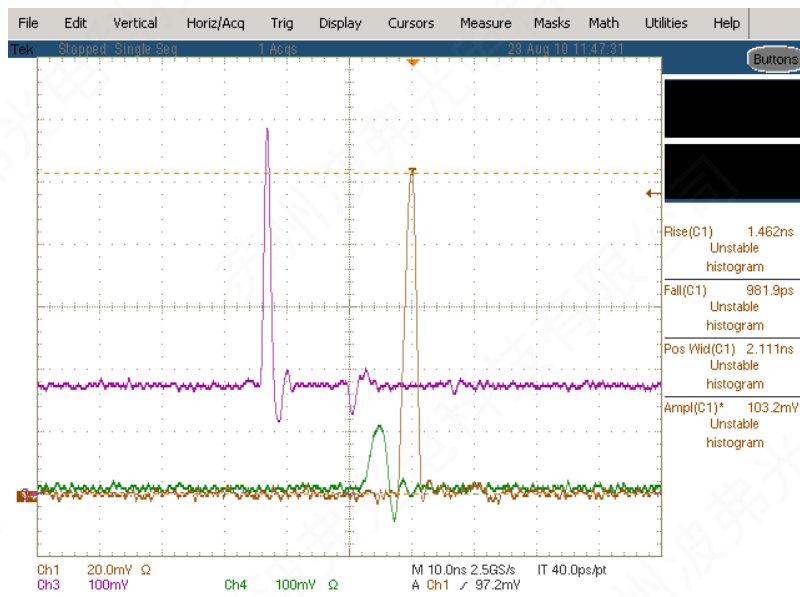 File Edit Vertical Horiz/Acq Trig Display Cursors Measure Masks Math Utilities Help
Tek Stopped Single Seq 1 Acqs 23 Aug 10 11:47:31
Buttons
Rise(C1) 1.462ns
Unstable
histogram
Fall(C1) 981.9ps
Unstable
histogram
Pos Wid(C1) 2.111ns
Unstable
histogram
Ampl(C1)* 103.2mV
Unstable
histogram
Ch1 20.0mV Ω M 10.0ns 2.5GS/s IT 40.0ps/pt
Ch3 100mV Ch4 100mV Ω A Ch1 ⁄ 97.2mV